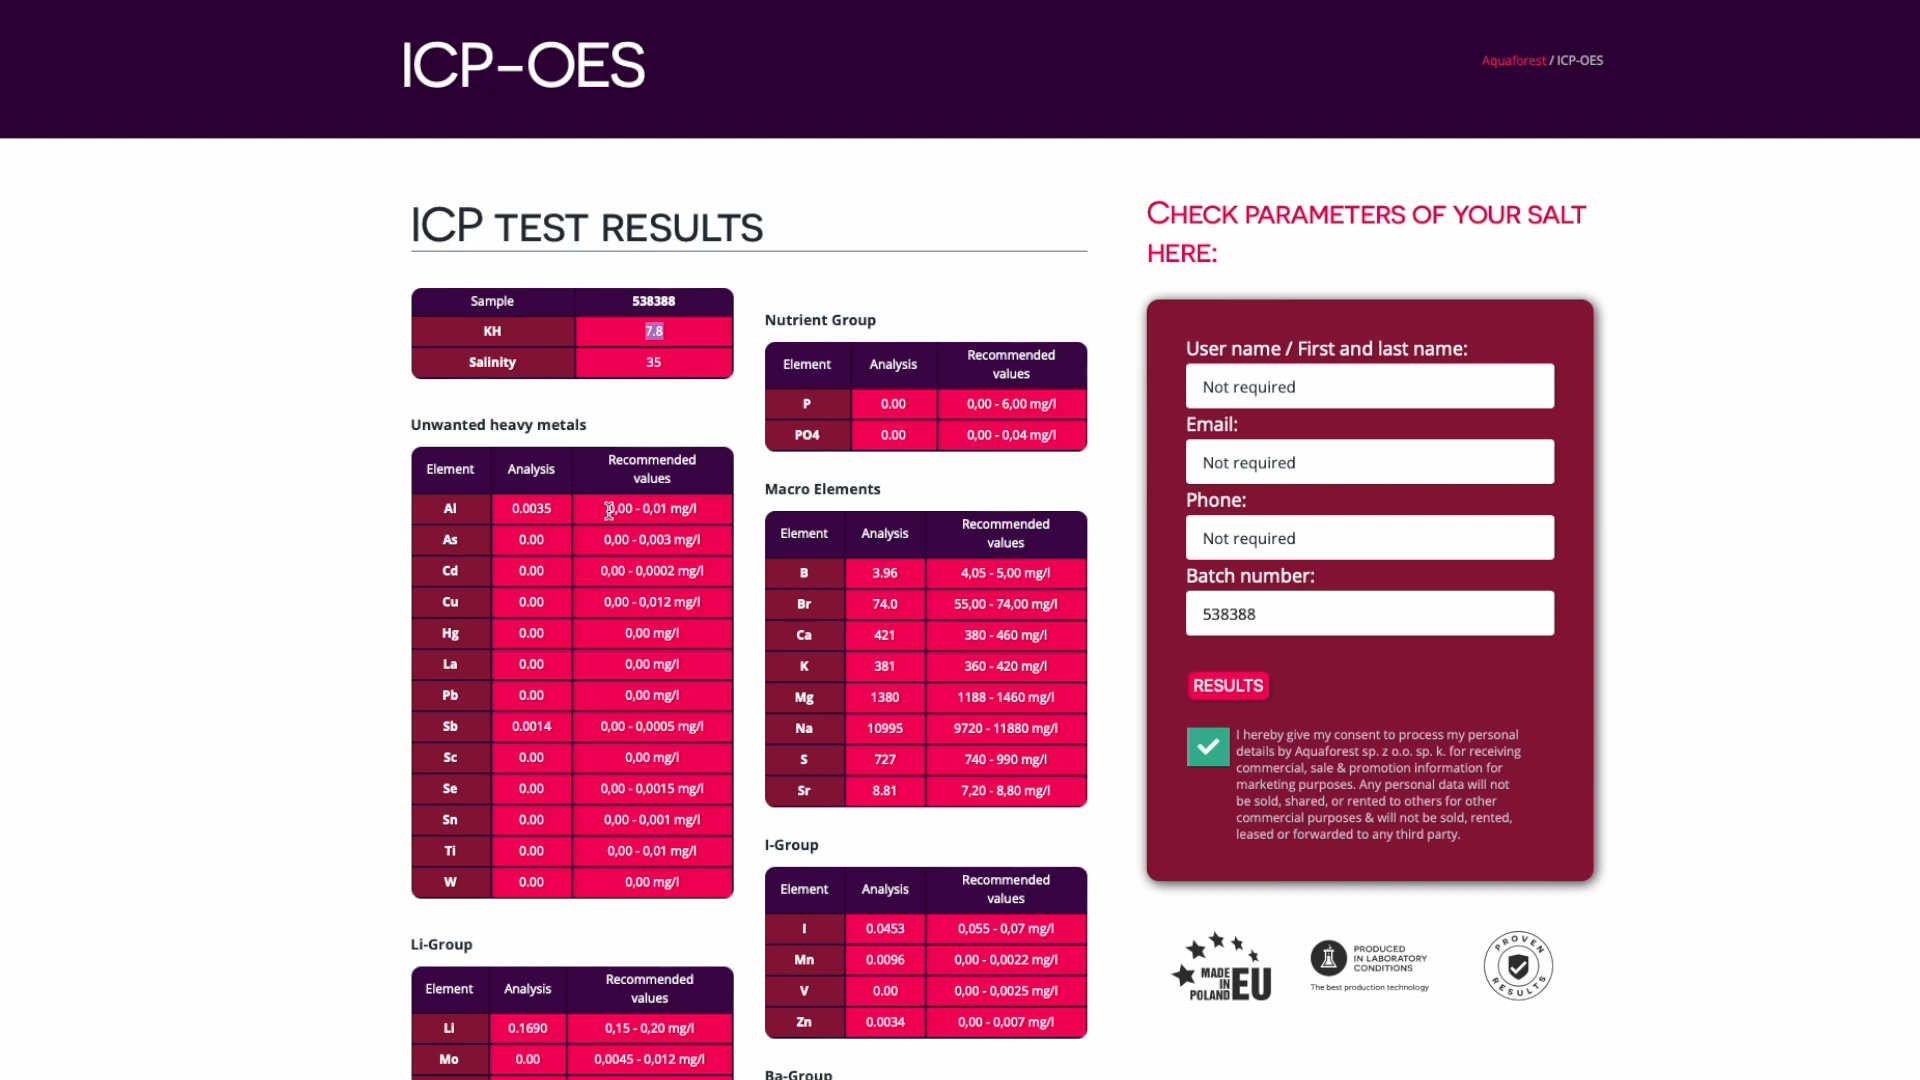 ICP-OES
Aquaforest / ICP-OES
ICP TEST RESULTS
Sample 538388
KH 7.8
Salinity 35
Unwanted heavy metals
Element Analysis Recommended values
Al 0.0035 0,00 - 0,01 mg/l
As 0.00 0,00 - 0,003 mg/l
Cd 0.00 0,00 - 0,0002 mg/l
Cu 0.00 0,00 - 0,012 mg/l
Hg 0.00 0,00 mg/l
La 0.00 0,00 mg/l
Pb 0.00 0,00 mg/l
Sb 0.0014 0,00 - 0,0005 mg/l
Sc 0.00 0,00 mg/l
Se 0.00 0,00 - 0,0015 mg/l
Sn 0.00 0,00 - 0,001 mg/l
Ti 0.00 0,00 - 0,01 mg/l
W 0.00 0,00 mg/l
Li-Group
Element Analysis Recommended values
Li 0.1690 0,15 - 0,20 mg/l
Mo 0.00 0,0045 - 0,012 mg/l
Nutrient Group
Element Analysis Recommended values
P 0.00 0,00 - 6,00 mg/l
PO4 0.00 0,00 - 0,04 mg/l
Macro Elements
Element Analysis Recommended values
B 3.96 4,05 - 5,00 mg/l
Br 74.0 55,00 - 74,00 mg/l
Ca 421 380 - 460 mg/l
K 381 360 - 420 mg/l
Mg 1380 1188 - 1460 mg/l
Na 10995 9720 - 11880 mg/l
S 727 740 - 990 mg/l
Sr 8.81 7,20 - 8,80 mg/l
I-Group
Element Analysis Recommended values
I 0.0453 0,055 - 0,07 mg/l
Mn 0.0096 0,00 - 0,0022 mg/l
V 0.00 0,00 - 0,0025 mg/l
Zn 0.0034 0,00 - 0,007 mg/l
Ba-Group
CHECK PARAMETERS OF YOUR SALT
HERE:
User name / First and last name:
Not required
Email:
Not required
Phone:
Not required
Batch number:
538388
RESULTS
I hereby give my consent to process my personal
details by Aquaforest sp. z o.o. sp. k. for receiving
commercial, sale & promotion information for
marketing purposes. Any personal data will not
be sold, shared, or rented to others for other
commercial purposes & will not be sold, rented,
leased or forwarded to any third party.
MADE
IN
POLAND EU
PRODUCED
IN LABORATORY
CONDITIONS
The best production technology
PROVEN
RESULTS